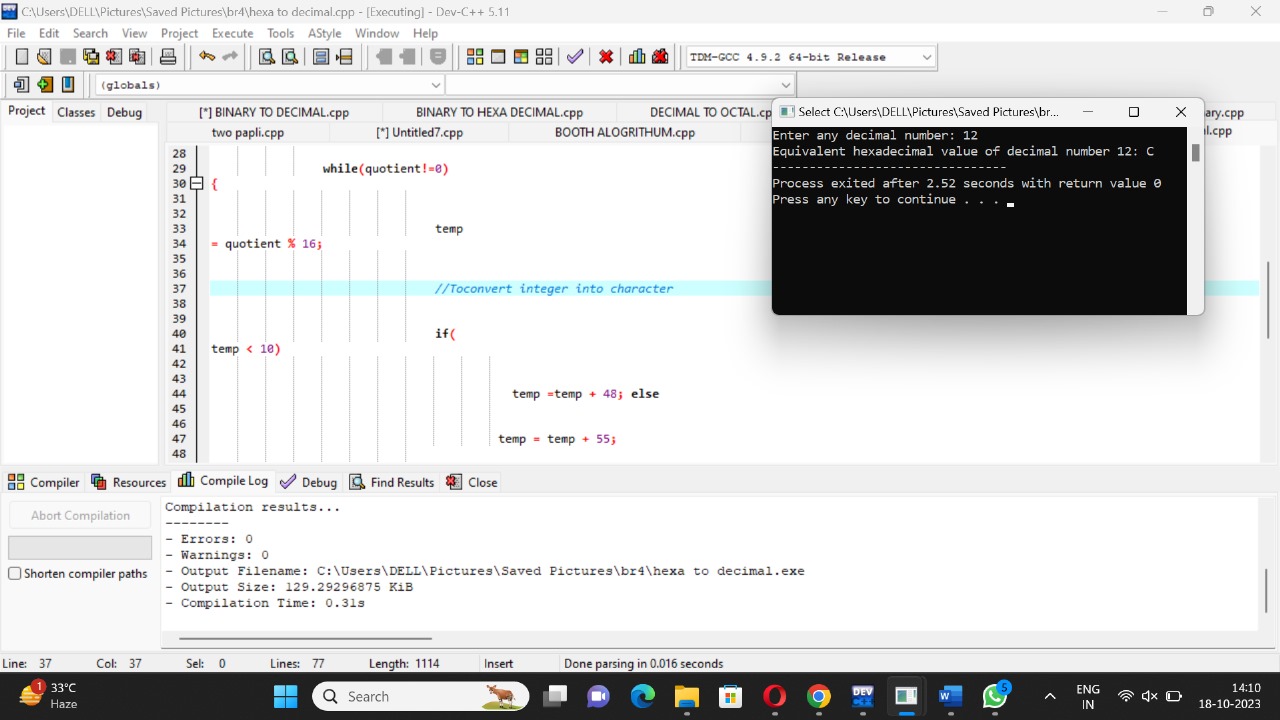 C:\Users\DELL\Pictures\Saved Pictures\br4\hexa to decimal.cpp - [Executing] - Dev-C++ 5.11
File Edit Search View Project Execute Tools AStyle Window Help
TDM-GCC 4.9.2 64-bit Release
(globals)
Project Classes Debug
[*] BINARY TO DECIMAL.cpp BINARY TO HEXA DECIMAL.cpp DECIMAL TO OCTAL.cp ary.cpp
two papli.cpp [*] Untitled7.cpp BOOTH ALOGRITHUM.cpp l.cpp
Select C:\Users\DELL\Pictures\Saved Pictures\br...
Enter any decimal number: 12
Equivalent hexadecimal value of decimal number 12: C
--------------------------------
Process exited after 2.52 seconds with return value 0
Press any key to continue . . .
28
29 while(quotient!=0)
30 {
31
32
33 temp
34 = quotient % 16;
35
36
37 //Toconvert integer into character
38
39
40 if(
41 temp < 10)
42
43
44 temp =temp + 48; else
45
46
47 temp = temp + 55;
48
Compiler Resources Compile Log Debug Find Results Close
Abort Compilation
Shorten compiler paths
Compilation results...
--------
- Errors: 0
- Warnings: 0
- Output Filename: C:\Users\DELL\Pictures\Saved Pictures\br4\hexa to decimal.exe
- Output Size: 129.29296875 KiB
- Compilation Time: 0.31s
Line: 37 Col: 37 Sel: 0 Lines: 77 Length: 1114 Insert Done parsing in 0.016 seconds
1
33°C
Haze
Search
DEV
C++
W
5
ENG
IN
14:10
18-10-2023